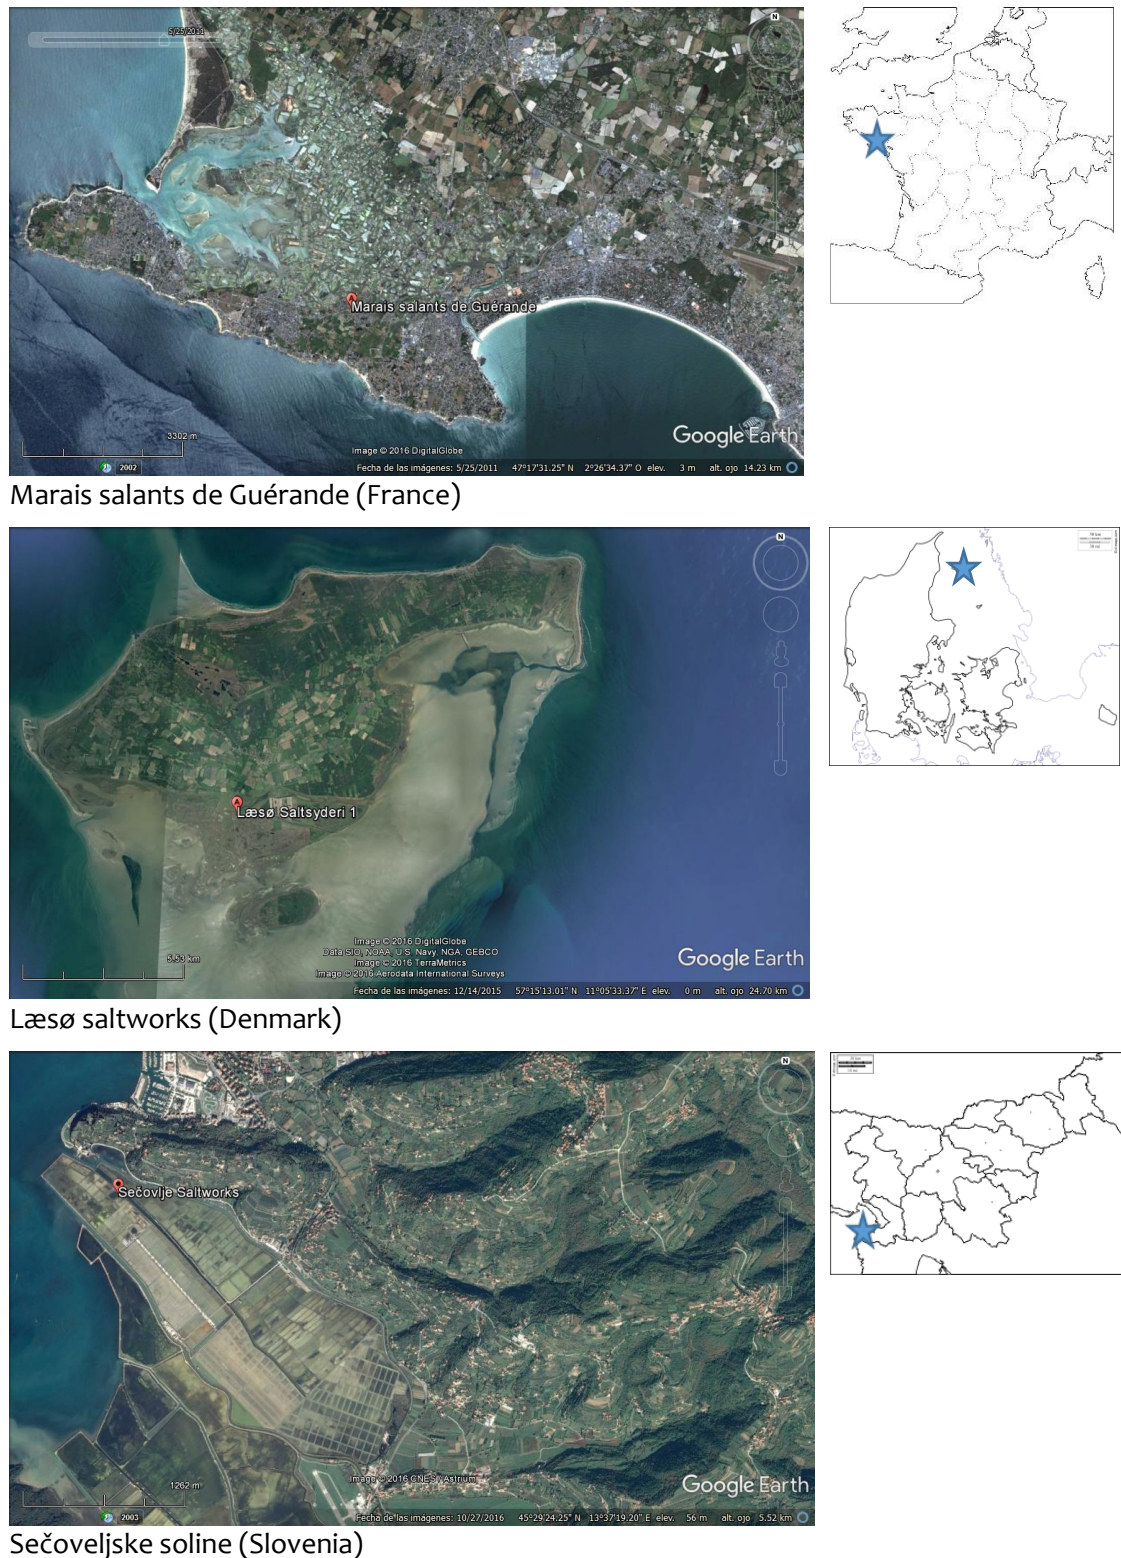 5/25/2011
N
Marais salants de Guérande
3302 m
Google Earth
Image © 2016 DigitalGlobe
2002
Fecha de las imágenes: 5/25/2011 47°17'31.25" N 2°26'34.37" O elev. 3 m alt. ojo 14.23 km
Marais salants de Guérande (France)
N
Læsø Saltsyderi 1
5.53 km
Image © 2016 DigitalGlobe
Data SIO, NOAA, U.S. Navy, NGA, GEBCO
Image © 2016 TerraMetrics
Image © 2016 Aerodata International Surveys
Google Earth
Fecha de las imágenes: 12/14/2015 57°15'13.01" N 11°05'33.37" E elev. 0 m alt. ojo 24.70 km
Læsø saltworks (Denmark)
N
Sečovlje Saltworks
1262 m
Image © 2016 CNES / Astrium
Google Earth
2003
Fecha de las imágenes: 10/27/2016 45°29'24.25" N 13°37'19.20" E elev. 56 m alt. ojo 5.52 km
Sečoveljske soline (Slovenia)